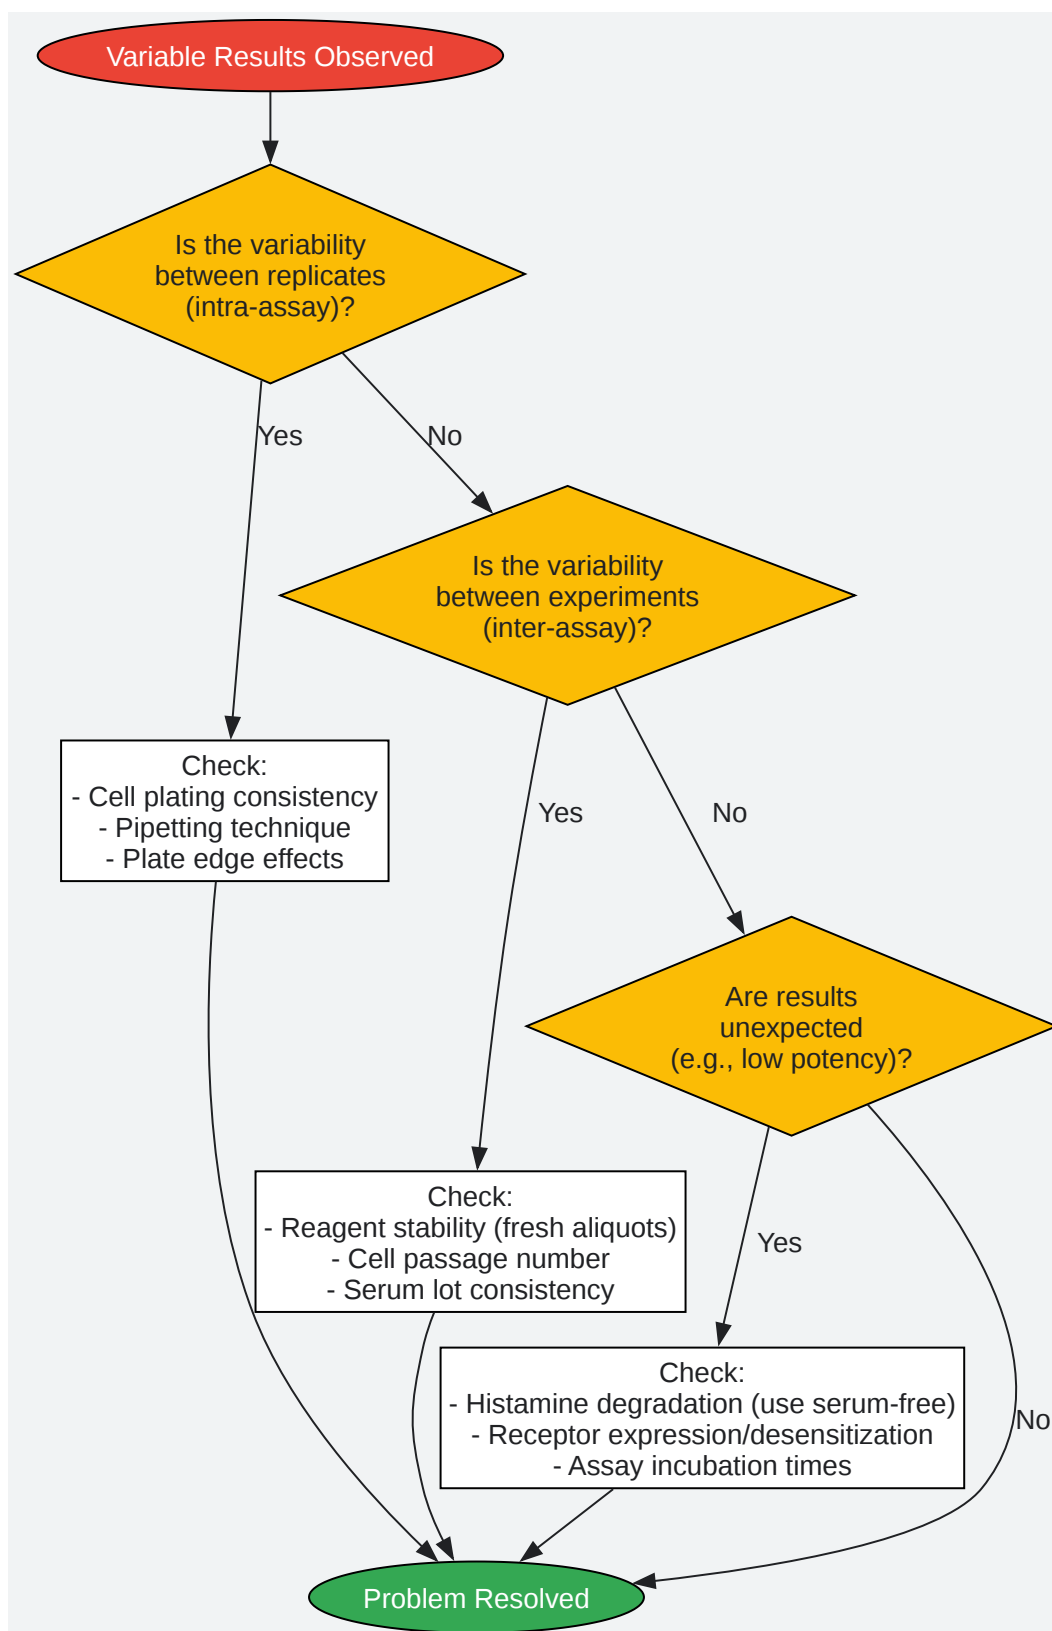 Variable Results Observed
Is the variability
between replicates
(intra-assay)?
Yes
No
Is the variability
between experiments
(inter-assay)?
Check:
- Cell plating consistency
- Pipetting technique
- Plate edge effects
Yes
No
Are results
unexpected
(e.g., low potency)?
Check:
- Reagent stability (fresh aliquots)
- Cell passage number
- Serum lot consistency
Yes
Check:
- Histamine degradation (use serum-free)
- Receptor expression/desensitization
- Assay incubation times
No
Problem Resolved